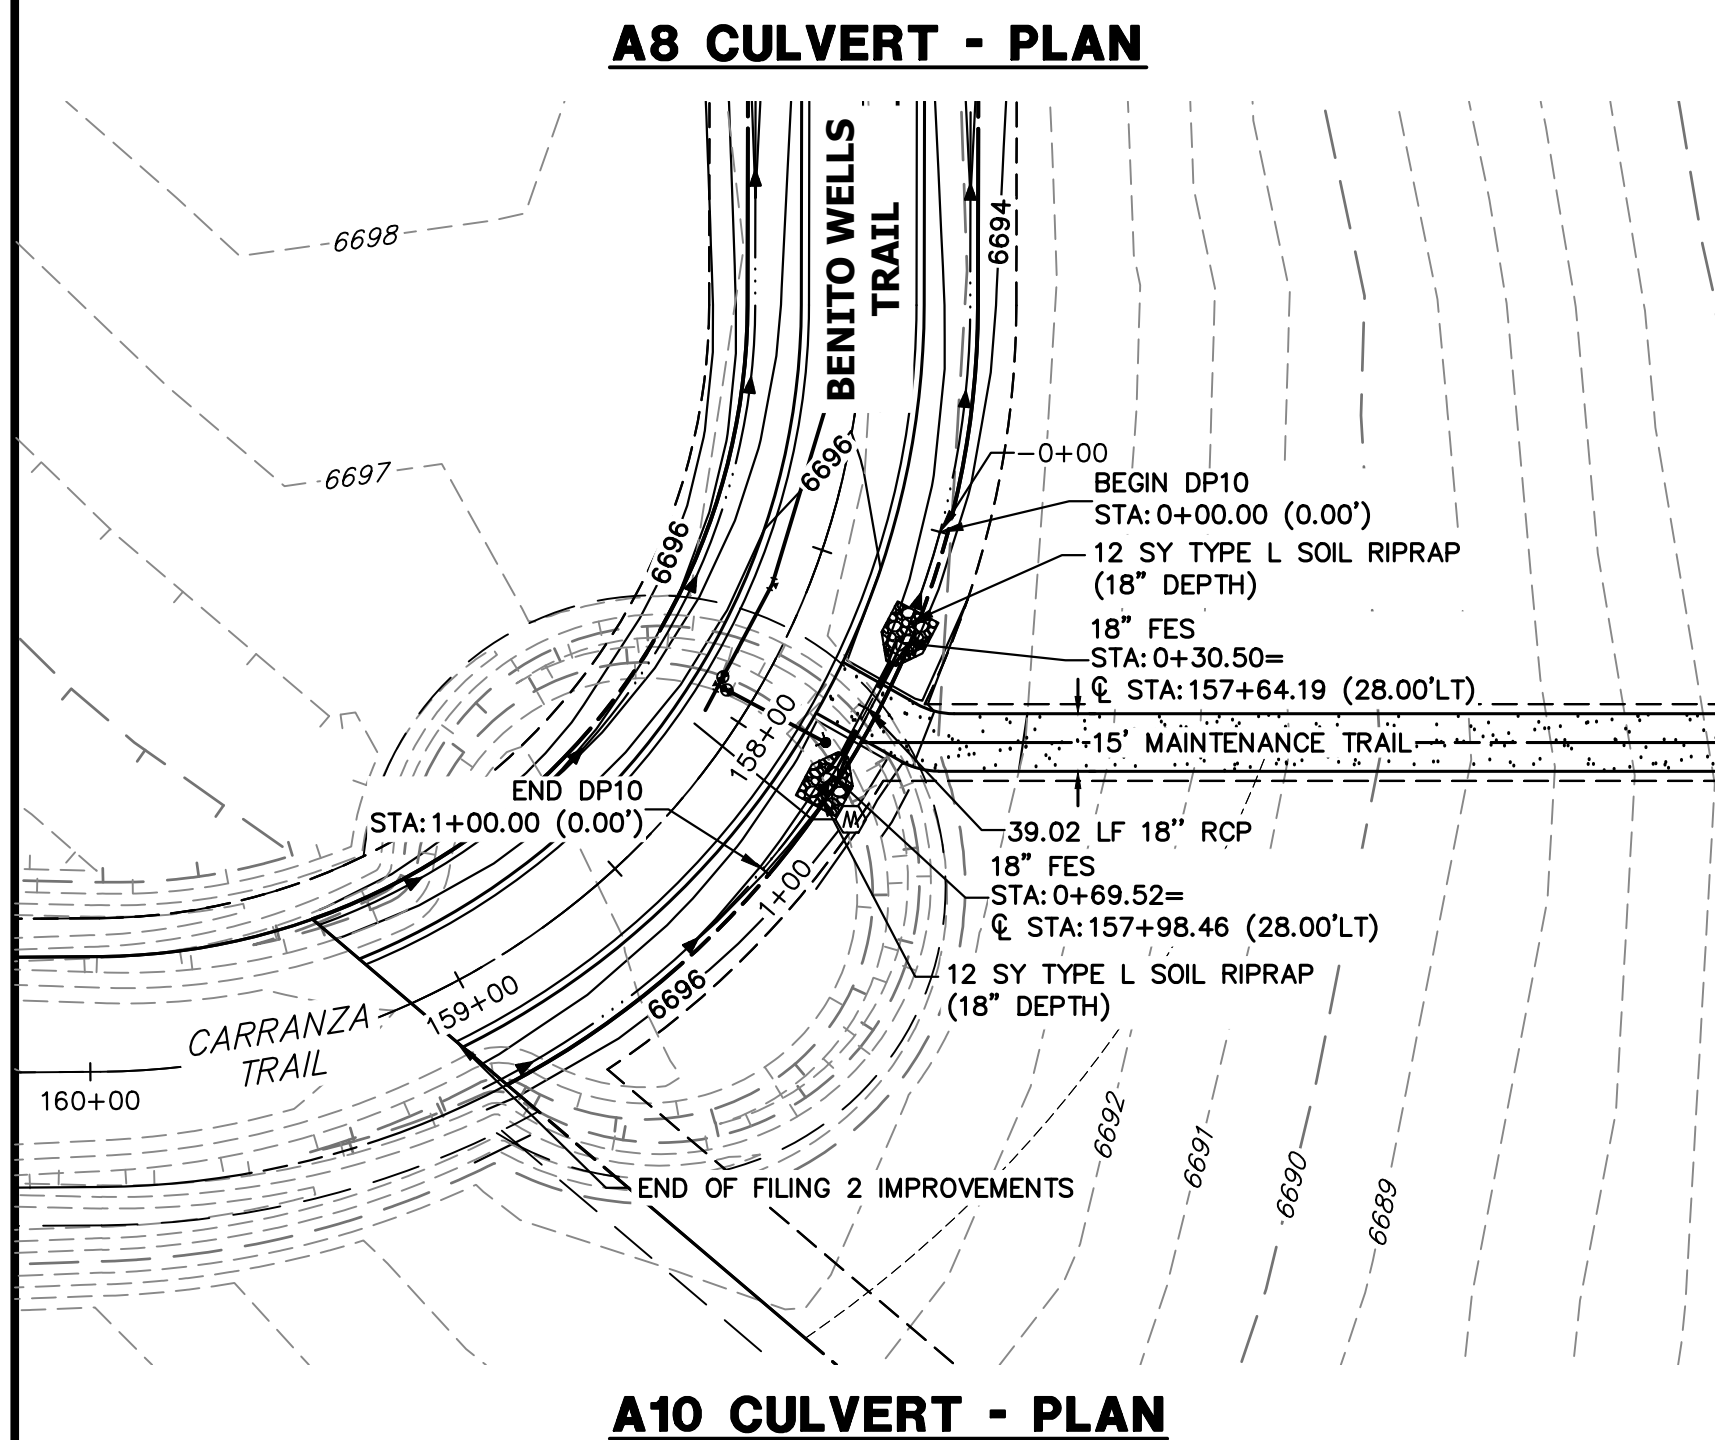 A8 CULVERT - PLAN
BENITO WELLS
TRAIL
6698
6694
6697
6696
6696
0+00
BEGIN DP10
STA: 0+00.00 (0.00')
12 SY TYPE L SOIL RIPRAP
(18" DEPTH)
18" FES
STA: 0+30.50=
℄ STA: 157+64.19 (28.00'LT)
15' MAINTENANCE TRAIL
158+00
END DP10
STA: 1+00.00 (0.00')
M
39.02 LF 18" RCP
18" FES
STA: 0+69.52=
℄ STA: 157+98.46 (28.00'LT)
1+00
12 SY TYPE L SOIL RIPRAP
(18" DEPTH)
6696
159+00
CARRANZA
TRAIL
160+00
6692
6691
6690
6689
END OF FILING 2 IMPROVEMENTS
A10 CULVERT - PLAN